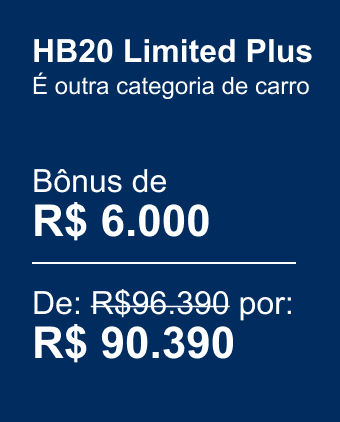 HB20 Limited Plus
É outra categoria de carro
Bônus de
R$ 6.000
De: R$96.390 por:
R$ 90.390